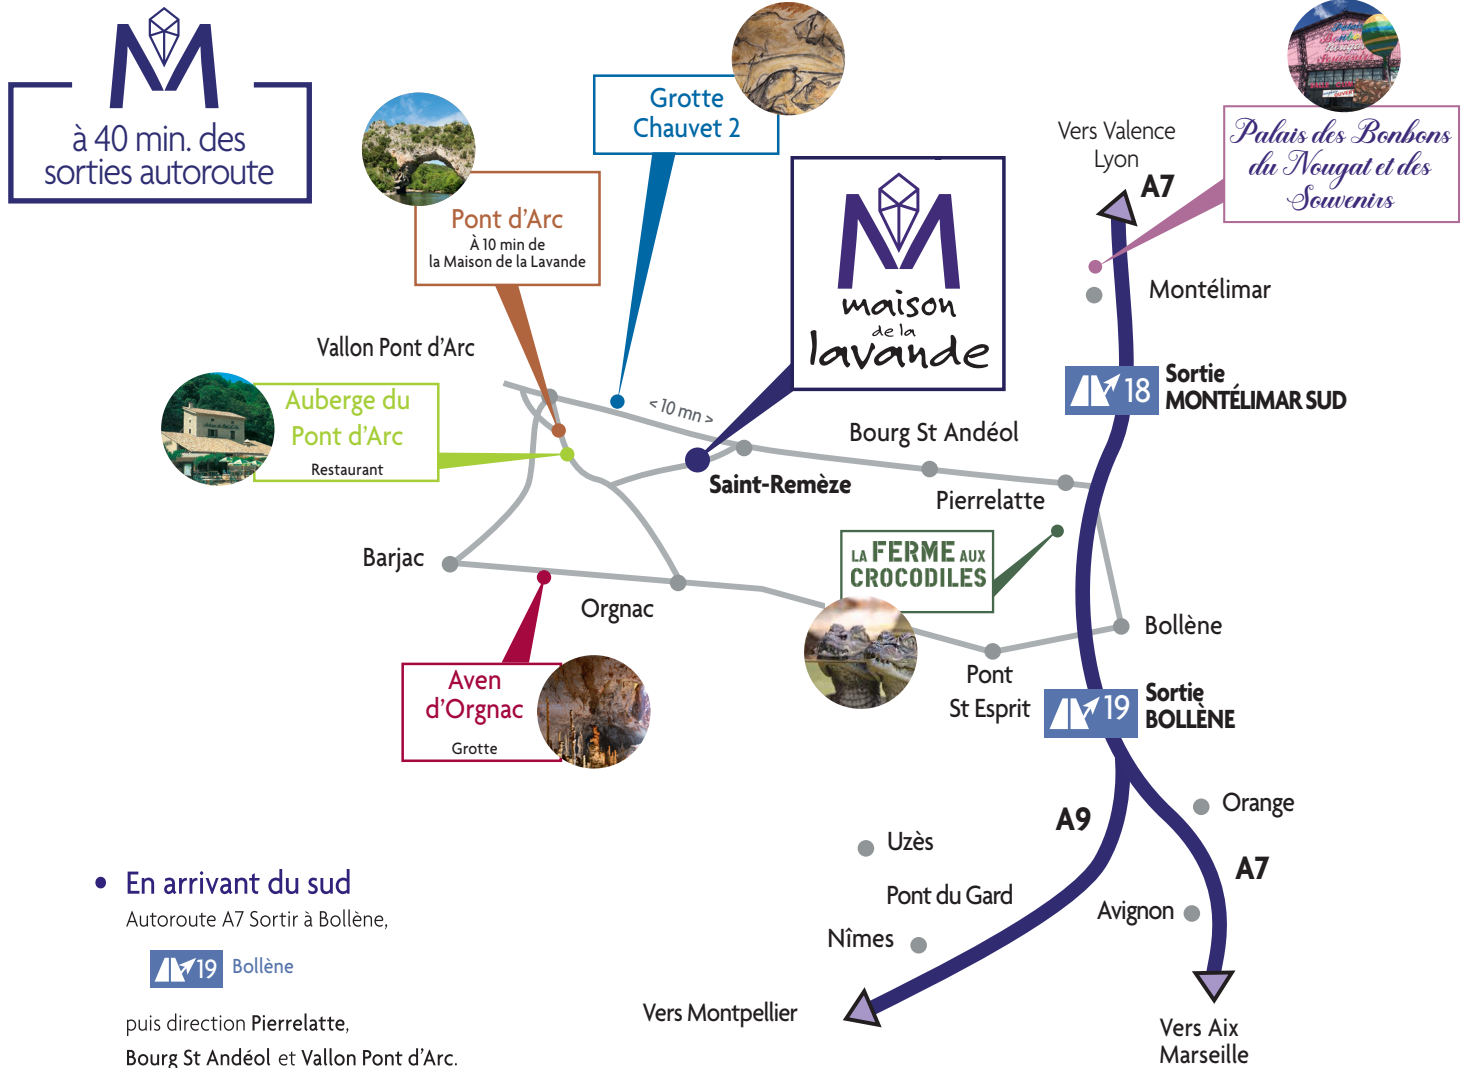 à 40 min. des
sorties autoroute
Grotte
Chauvet 2
Pont d'Arc
À 10 min de
la Maison de la Lavande
maison
de la
lavande
Vers Valence
Lyon
A7
Palais des Bonbons
du Nougat et des
Souvenirs
Montélimar
18
Sortie
MONTÉLIMAR SUD
Vallon Pont d'Arc
Auberge du
Pont d'Arc
Restaurant
< 10 mn >
Saint-Remèze
Bourg St Andéol
Pierrelatte
LA FERME AUX
CROCODILES
Barjac
Orgnac
Aven
d'Orgnac
Grotte
Bollène
Pont
St Esprit
19
Sortie
BOLLÈNE
A9
Orange
A7
Uzès
Pont du Gard
Avignon
Nîmes
Vers Montpellier
Vers Aix
Marseille
• En arrivant du sud
Autoroute A7 Sortir à Bollène,
19 Bollène
puis direction Pierrelatte,
Bourg St Andéol et Vallon Pont d'Arc.